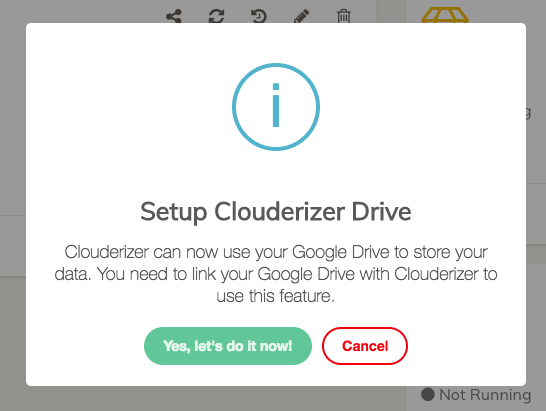 Setup Clouderizer Drive
Clouderizer can now use your Google Drive to store your
data. You need to link your Google Drive with Clouderizer to
use this feature.
Yes, let's do it now!
Cancel
Not Running